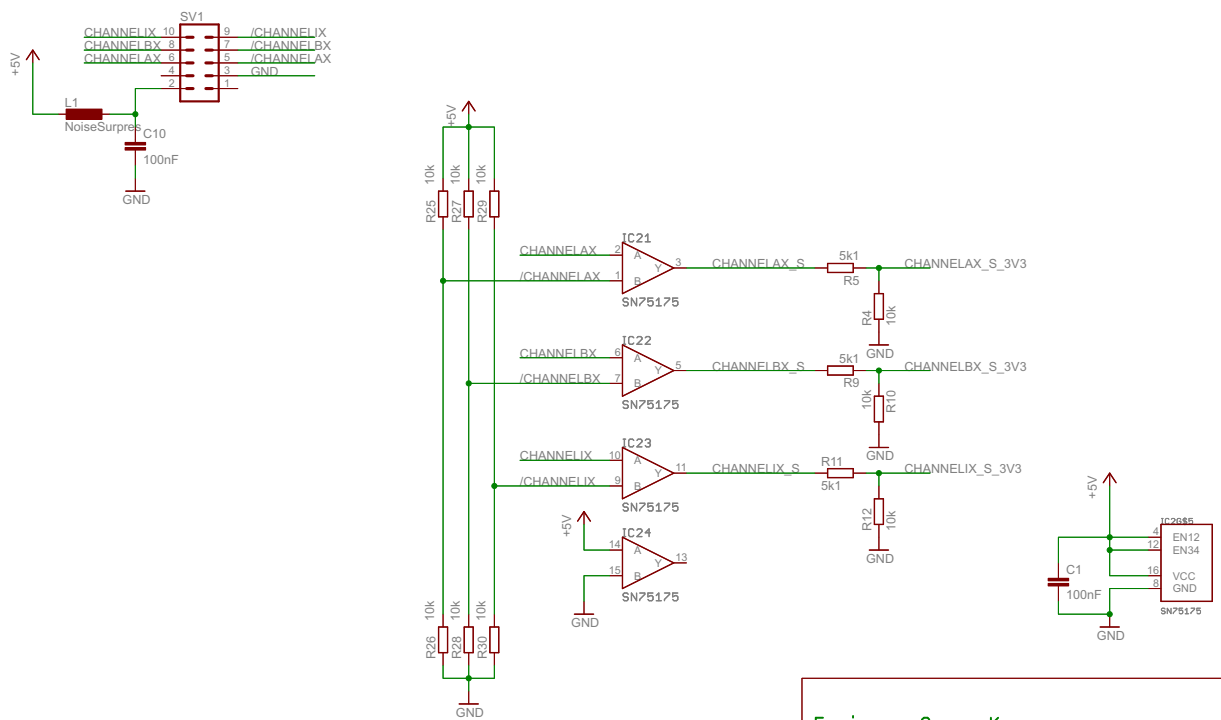 SV1
CHANNELIX 10 9 /CHANNELIX
CHANNELBX 8 7 /CHANNELBX
CHANNELAX 6 5 /CHANNELAX
4 3 GND
2 1
+5V
L1
NoiseSurpres
C10
100nF
GND
+5V
10k 10k 10k
R25 R27 R29
IC21
CHANNELAX 2 A
Y 3 CHANNELAX_S
/CHANNELAX 1 B
SN75175
5k1
R5
CHANNELAX_S_3V3
R4 10k
GND
IC22
CHANNELBX 6 A
Y 5 CHANNELBX_S
/CHANNELBX 7 B
SN75175
5k1
R9
CHANNELBX_S_3V3
10k R10
GND
IC23
CHANNELIX 10 A
Y 11 CHANNELIX_S
/CHANNELIX 9 B
SN75175
R11
5k1
CHANNELIX_S_3V3
R12 10k
GND
+5V
IC24
14 A
Y 13
15 B
SN75175
GND
10k 10k 10k
R26 R28 R30
GND
+5V
IC2G$5
4 EN12
12 EN34
16 VCC
8 GND
SN75175
C1
100nF
GND